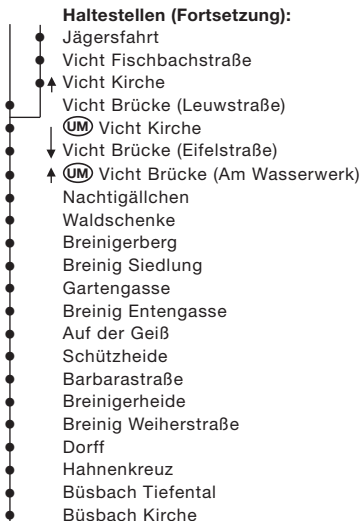 Haltestellen (Fortsetzung):
Jägersfahrt
Vicht Fischbachstraße
Vicht Kirche
Vicht Brücke (Leuwstraße)
UM Vicht Kirche
Vicht Brücke (Eifelstraße)
UM Vicht Brücke (Am Wasserwerk)
Nachtigällchen
Waldschenke
Breinigerberg
Breinig Siedlung
Gartengasse
Breinig Entengasse
Auf der Geiß
Schützheide
Barbarastraße
Breinigerheide
Breinig Weiherstraße
Dorff
Hahnenkreuz
Büsbach Tiefental
Büsbach Kirche